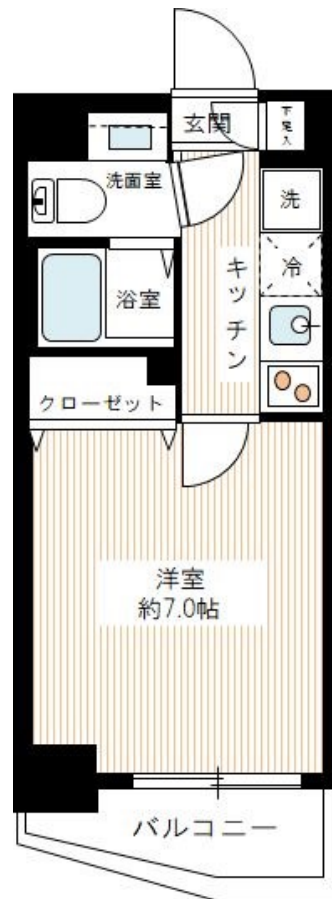 玄関
下足入
洗面室
洗
冷
キッチン
浴室
クローゼット
洋室
約7.0帖
バルコニー